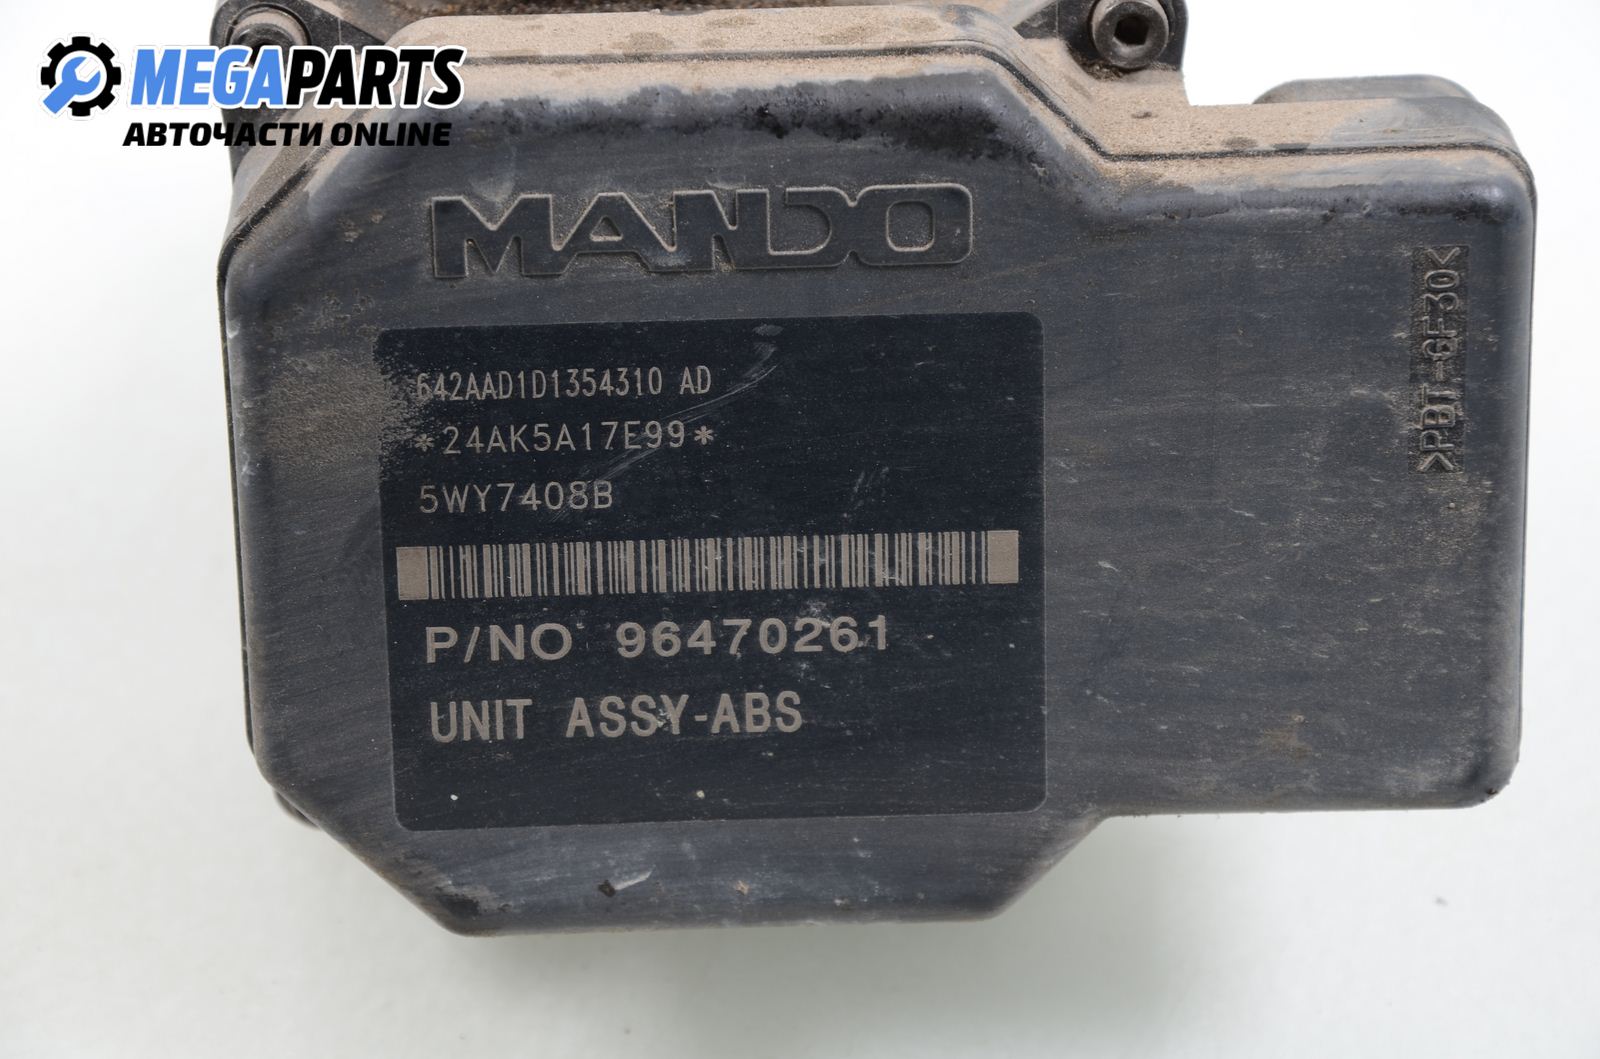 MEGAPARTS
АВТОЧАСТИ ONLINE
MANDO
642AAD1D1354310 AD
*24AK5A17E99*
5WY7408B
P/NO 96470261
UNIT ASSY-ABS
>PBT-GF30<